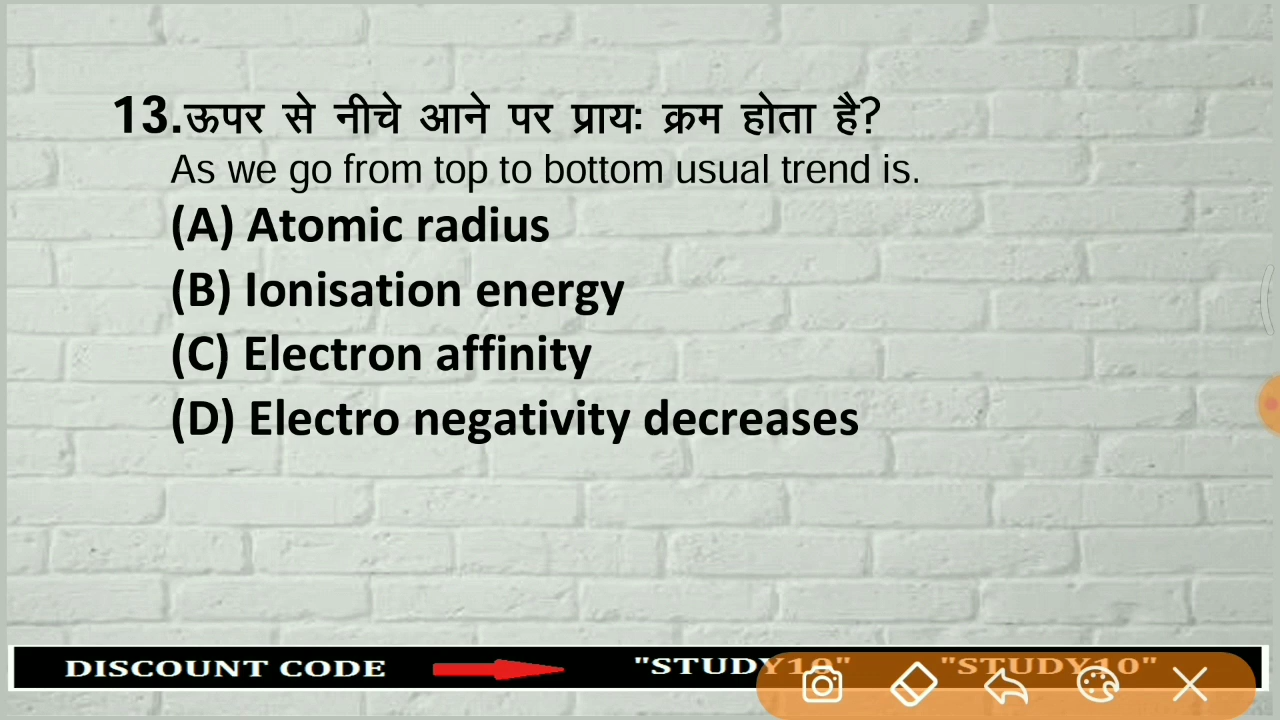 13.ऊपर से नीचे आने पर प्रायः क्रम होता है?
As we go from top to bottom usual trend is.
(A) Atomic radius
(B) Ionisation energy
(C) Electron affinity
(D) Electro negativity decreases
DISCOUNT CODE "STUDY10" "STUDY10"